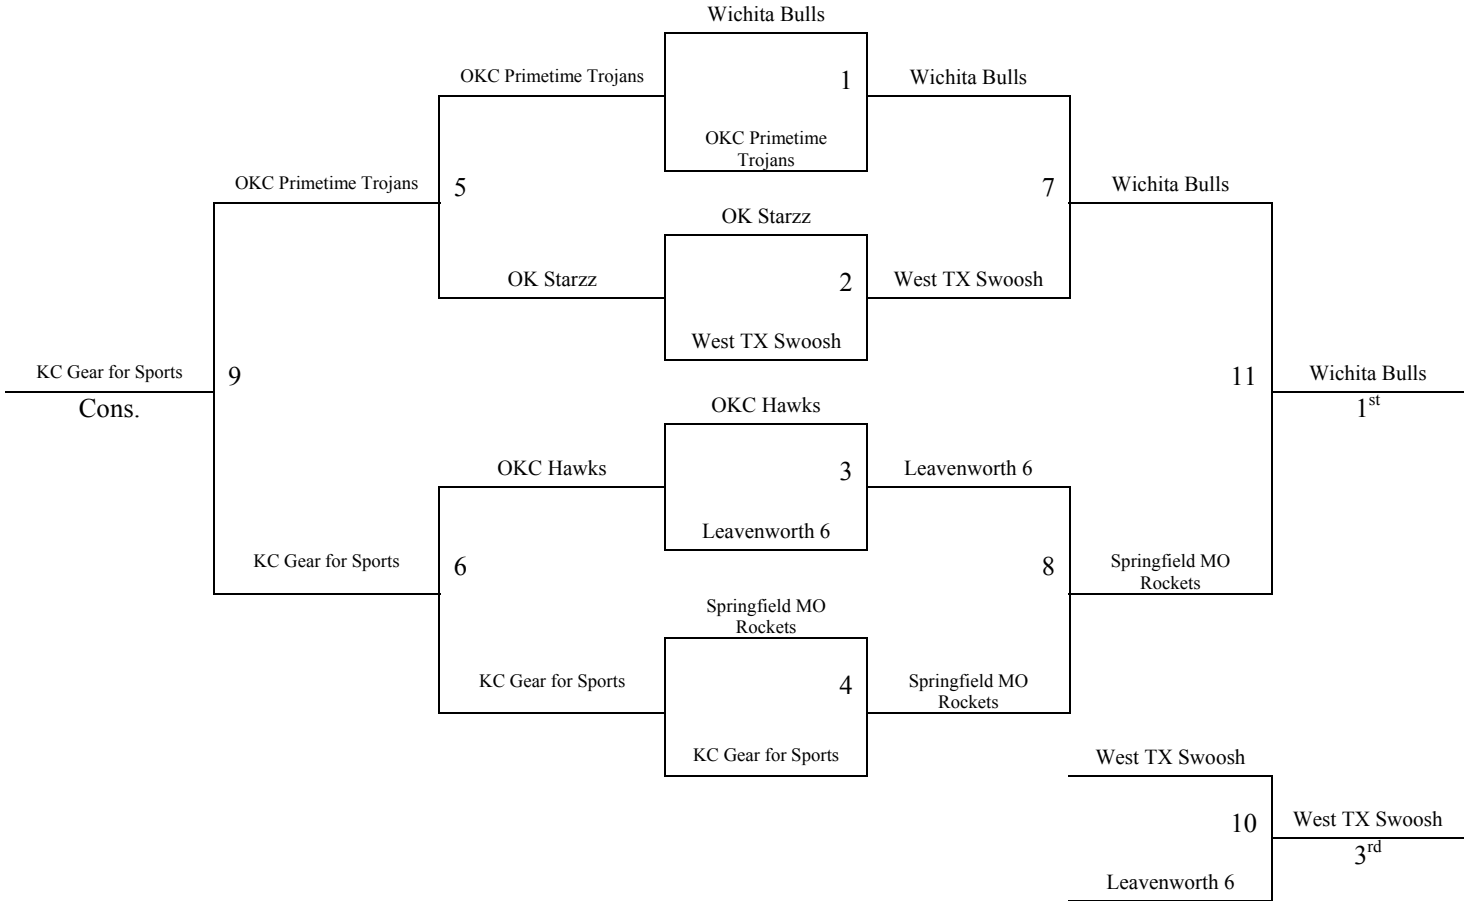 Wichita Bulls
OKC Primetime Trojans
1
Wichita Bulls
OKC Primetime
Trojans
OKC Primetime Trojans
5
7
Wichita Bulls
OK Starzz
OK Starzz
2
West TX Swoosh
West TX Swoosh
KC Gear for Sports
9
11
Wichita Bulls
Cons.
1st
OKC Hawks
OKC Hawks
3
Leavenworth 6
Leavenworth 6
KC Gear for Sports
6
8
Springfield MO
Rockets
Springfield MO
Rockets
KC Gear for Sports
4
Springfield MO
Rockets
KC Gear for Sports
West TX Swoosh
10
West TX Swoosh
3rd
Leavenworth 6